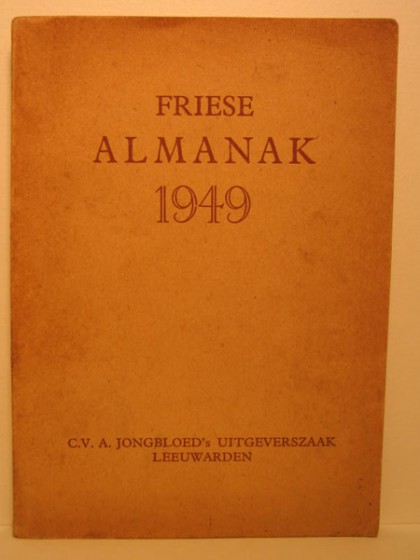 FRIESE
ALMANAK
1949
C.V. A. JONGBLOED's UITGEVERSZAAK
LEEUWARDEN